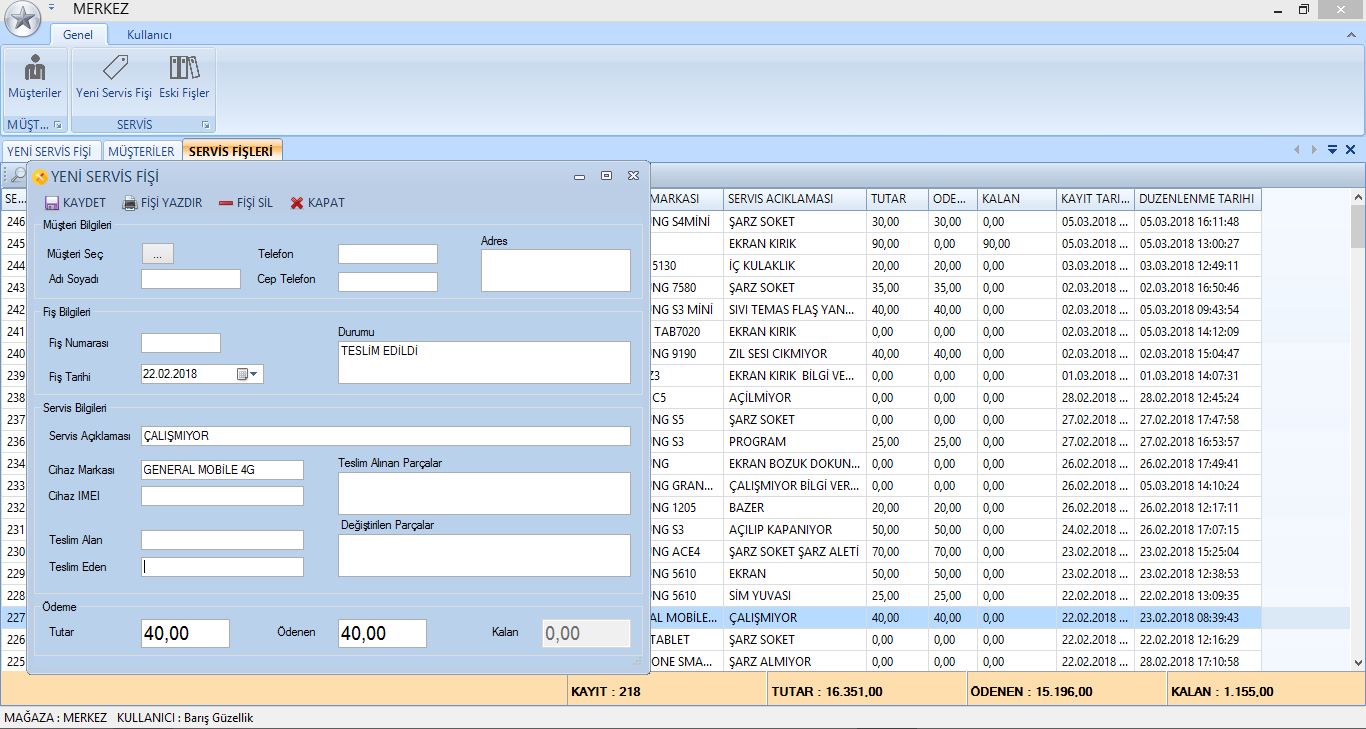 MERKEZ
Genel Kullanıcı
Müşteriler Yeni Servis Fişi Eski Fişler
MÜŞT... SERVİS
YENİ SERVİS FİŞİ MÜŞTERİLER SERVİS FİŞLERİ
YENİ SERVİS FİŞİ
KAYDET FİŞİ YAZDIR FİŞİ SİL KAPAT
Müşteri Bilgileri
Müşteri Seç ... Telefon Adres
Adı Soyadı Cep Telefon
Fiş Bilgileri
Fiş Numarası Durumu
TESLİM EDİLDİ
Fiş Tarihi 22.02.2018
Servis Bilgileri
Servis Açıklaması ÇALIŞMIYOR
Cihaz Markası GENERAL MOBİLE 4G Teslim Alınan Parçalar
Cihaz IMEI
Teslim Alan Değiştirilen Parçalar
Teslim Eden
Ödeme
Tutar 40,00 Ödenen 40,00 Kalan 0,00
SE... MARKASI SERVIS ACIKLAMASI TUTAR ODE... KALAN KAYIT TARI... DUZENLENME TARIHI
246 NG S4MİNİ ŞARZ SOKET 30,00 30,00 0,00 05.03.2018 ... 05.03.2018 16:11:48
245 EKRAN KIRIK 90,00 0,00 90,00 05.03.2018 ... 05.03.2018 13:00:27
244 5130 İÇ KULAKLIK 20,00 20,00 0,00 03.03.2018 ... 03.03.2018 12:49:11
243 NG 7580 ŞARZ SOKET 35,00 35,00 0,00 02.03.2018 ... 02.03.2018 16:50:46
242 NG S3 MİNİ SIVI TEMAS FLAŞ YAN... 40,00 40,00 0,00 02.03.2018 ... 05.03.2018 09:43:54
241 TAB7020 EKRAN KIRIK 0,00 0,00 0,00 02.03.2018 ... 05.03.2018 14:12:09
240 NG 9190 ZIL SESI CIKMIYOR 40,00 40,00 0,00 02.03.2018 ... 02.03.2018 15:04:47
239 Z3 EKRAN KIRIK BİLGİ VE... 0,00 0,00 0,00 01.03.2018 ... 01.03.2018 14:07:31
238 C5 AÇİLMİYOR 0,00 0,00 0,00 28.02.2018 ... 28.02.2018 12:45:24
237 NG S5 ŞARZ SOKET 0,00 0,00 0,00 27.02.2018 ... 27.02.2018 17:47:58
236 NG S3 PROGRAM 25,00 25,00 0,00 27.02.2018 ... 27.02.2018 16:53:57
234 NG EKRAN BOZUK DOKUN... 0,00 0,00 0,00 26.02.2018 ... 26.02.2018 17:49:41
233 NG GRAN... ÇALIŞMIYOR BİLGİ VER... 0,00 0,00 0,00 26.02.2018 ... 05.03.2018 14:10:24
232 NG 1205 BAZER 20,00 20,00 0,00 26.02.2018 ... 26.02.2018 12:17:11
231 NG S3 AÇILIP KAPANIYOR 50,00 50,00 0,00 24.02.2018 ... 26.02.2018 17:07:15
230 NG ACE4 ŞARZ SOKET ŞARZ ALETİ 70,00 70,00 0,00 23.02.2018 ... 23.02.2018 15:25:04
229 NG 5610 EKRAN 50,00 50,00 0,00 23.02.2018 ... 23.02.2018 12:38:53
228 NG 5610 SİM YUVASI 25,00 25,00 0,00 22.02.2018 ... 22.02.2018 13:09:35
227 AL MOBİLE... ÇALIŞMIYOR 40,00 40,00 0,00 22.02.2018 ... 23.02.2018 08:39:43
226 TABLET ŞARZ SOKET 0,00 0,00 0,00 22.02.2018 ... 22.02.2018 12:16:29
225 ONE SMA... ŞARZ ALMIYOR 0,00 0,00 0,00 22.02.2018 ... 28.02.2018 17:10:58
KAYIT : 218 TUTAR : 16.351,00 ÖDENEN : 15.196,00 KALAN : 1.155,00
MAĞAZA : MERKEZ KULLANICI : Barış Güzellik